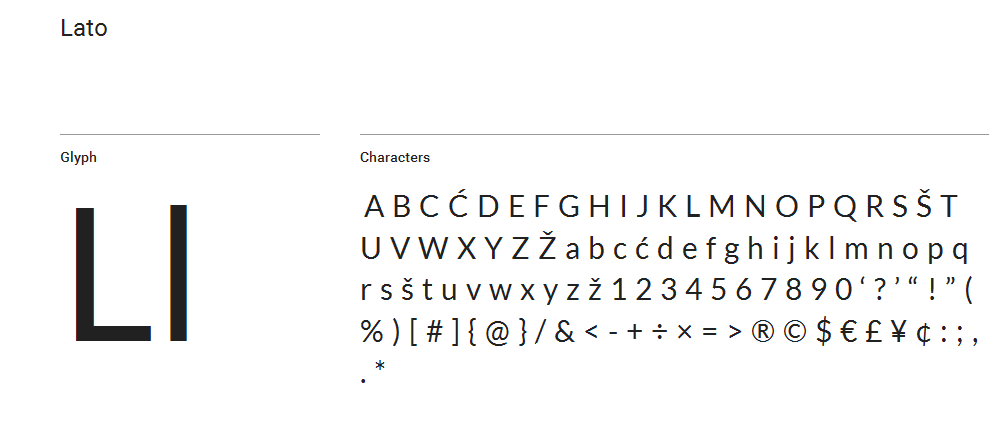 Lato
Glyph
Characters
Ll
A B C Ć D E F G H I J K L M N O P Q R S Š T
U V W X Y Z Ž a b c ć d e f g h i j k l m n o p q
r s š t u v w x y z ž 1 2 3 4 5 6 7 8 9 0 ‘ ? ’ “ ! ” (
% ) [ # ] { @ } / & < - + ÷ × = > ® © $ € £ ¥ ¢ : ; ,
. *